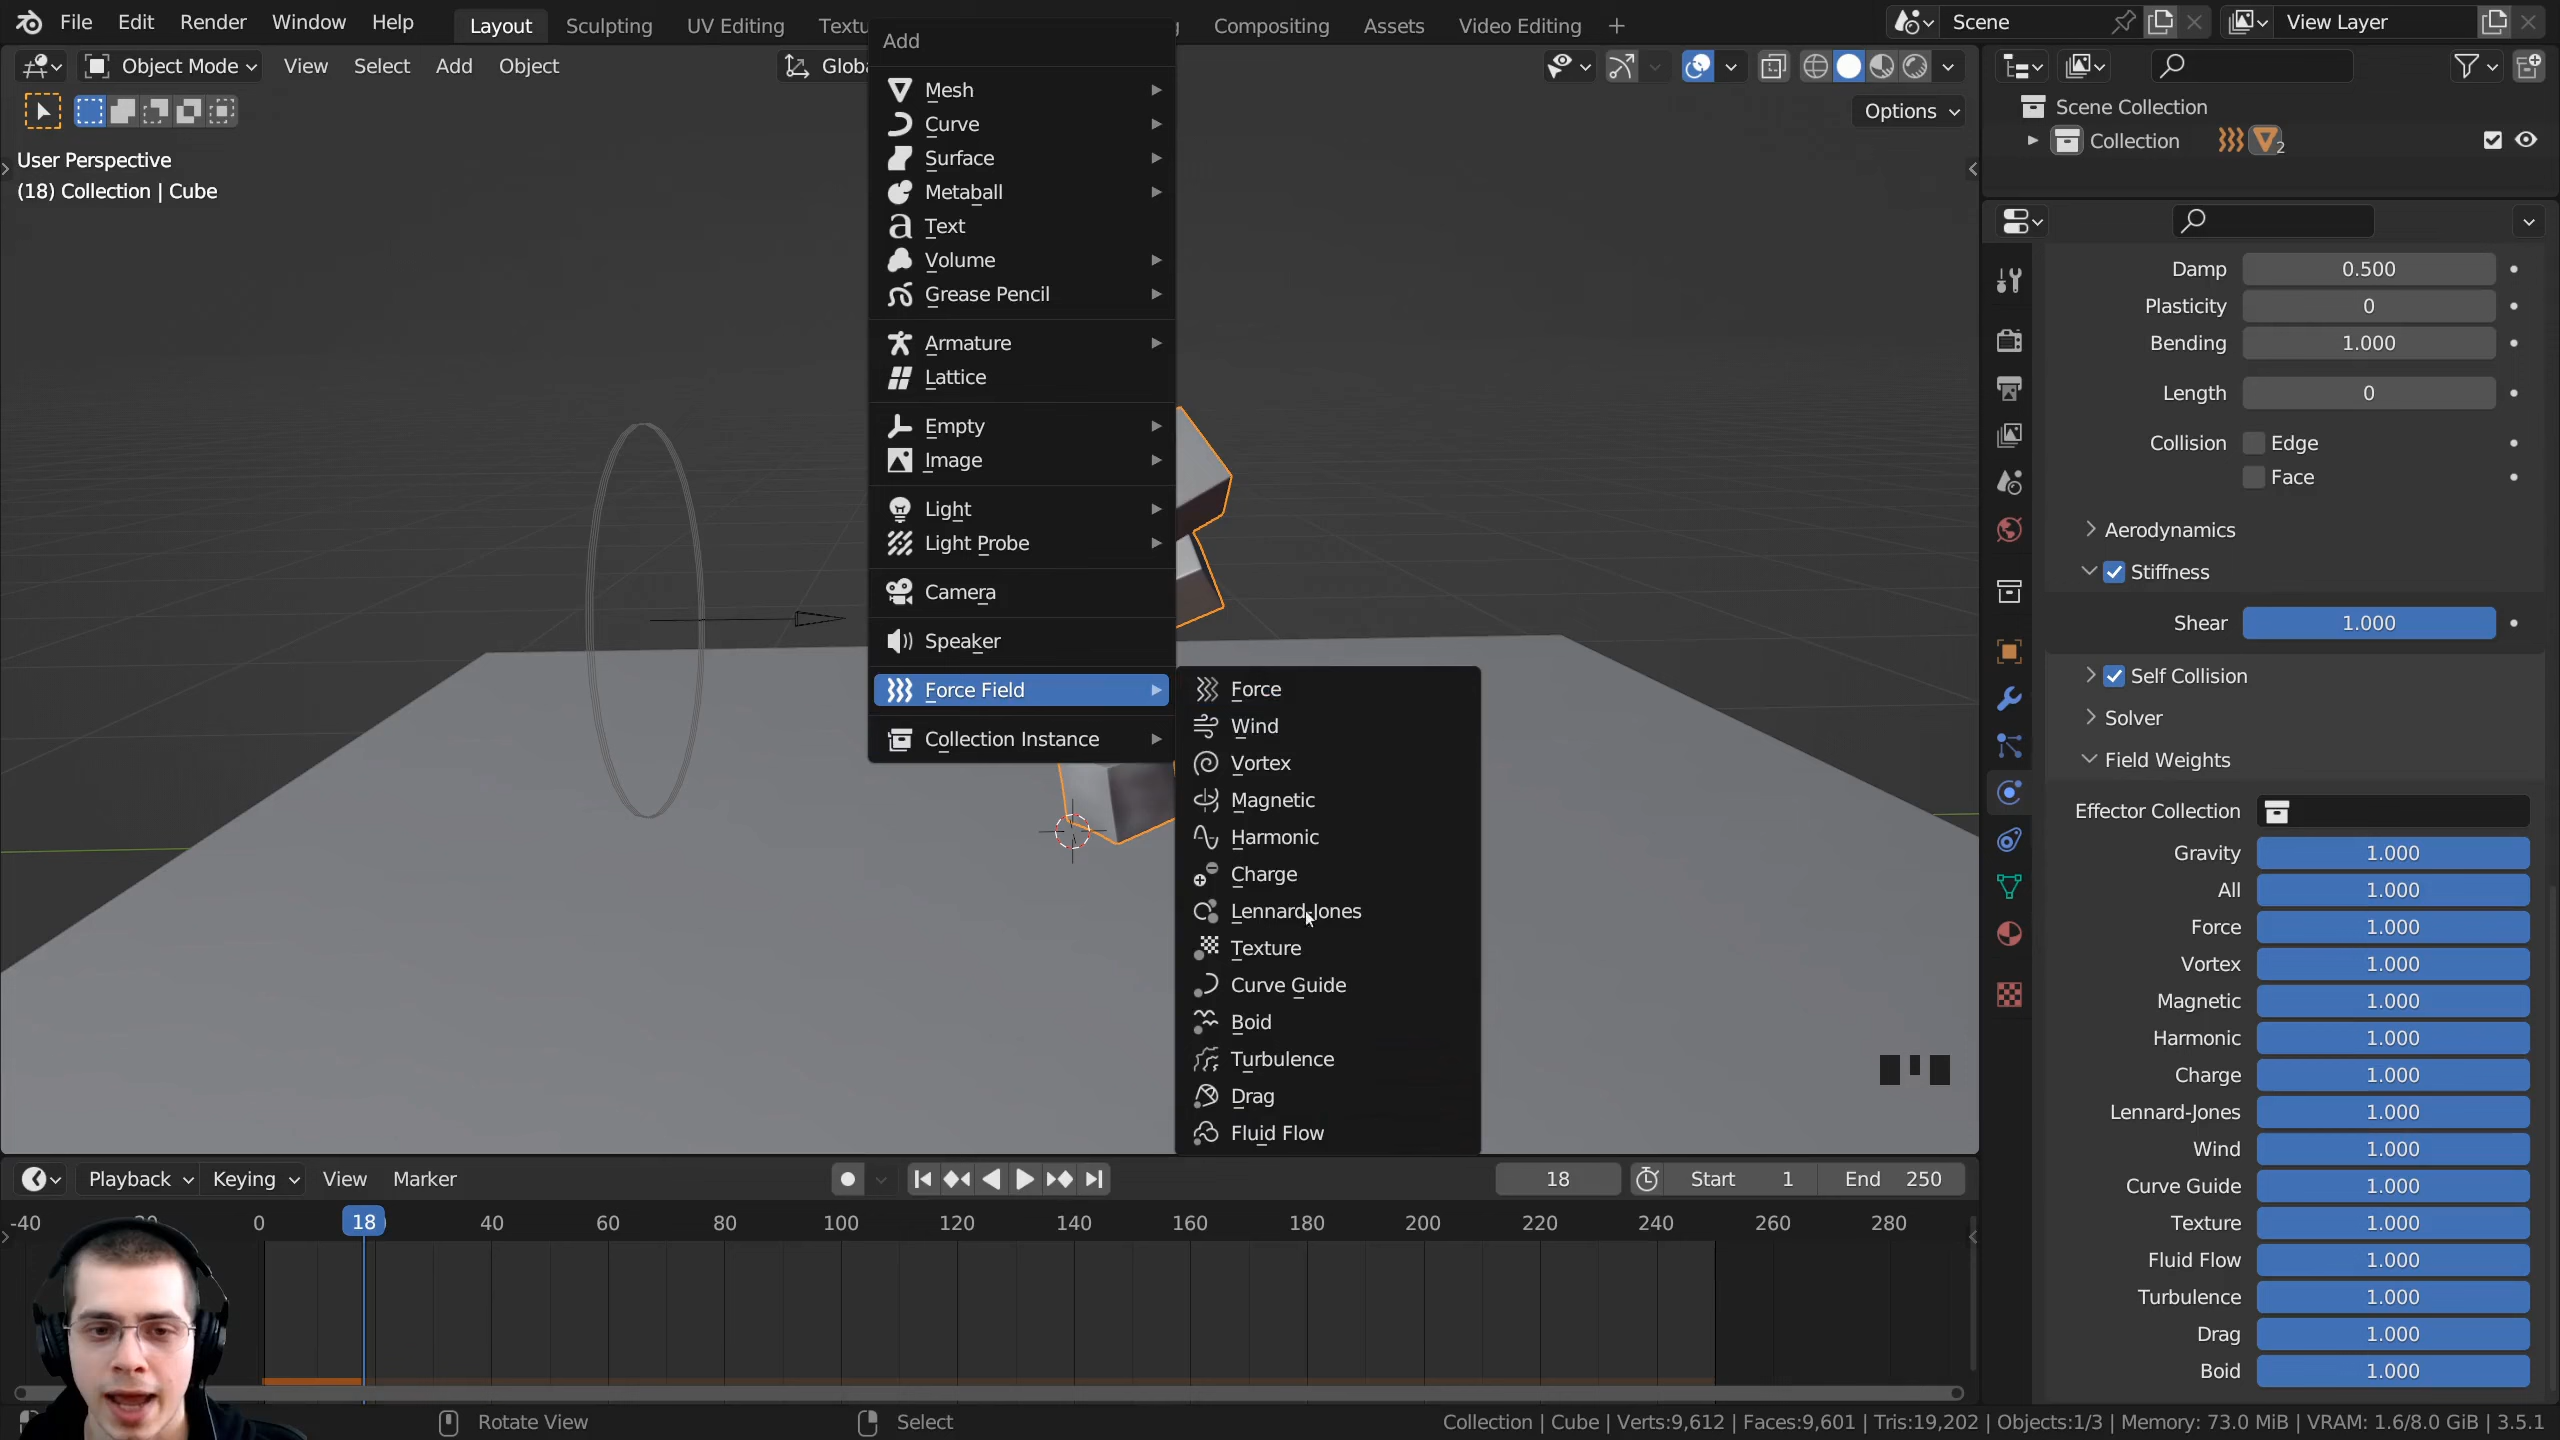 File Edit Render Window Help
Layout Sculpting UV Editing Textu Compositing Assets Video Editing +
Scene
View Layer
Object Mode View Select Add Object
Globa
Options
User Perspective
(18) Collection | Cube
Add
Mesh
Curve
Surface
Metaball
Text
Volume
Grease Pencil
Armature
Lattice
Empty
Image
Light
Light Probe
Camera
Speaker
Force Field
Collection Instance
Force
Wind
Vortex
Magnetic
Harmonic
Charge
Lennard-Jones
Texture
Curve Guide
Boid
Turbulence
Drag
Fluid Flow
Scene Collection
Collection 2
Damp 0.500
Plasticity 0
Bending 1.000
Length 0
Collision Edge
Face
Aerodynamics
Stiffness
Shear 1.000
Self Collision
Solver
Field Weights
Effector Collection
Gravity 1.000
All 1.000
Force 1.000
Vortex 1.000
Magnetic 1.000
Harmonic 1.000
Charge 1.000
Lennard-Jones 1.000
Wind 1.000
Curve Guide 1.000
Texture 1.000
Fluid Flow 1.000
Turbulence 1.000
Drag 1.000
Boid 1.000
Playback Keying View Marker
18 Start 1 End 250
-40 0 18 40 60 80 100 120 140 160 180 200 220 240 260 280
Rotate View Select
Collection | Cube | Verts:9,612 | Faces:9,601 | Tris:19,202 | Objects:1/3 | Memory: 73.0 MiB | VRAM: 1.6/8.0 GiB | 3.5.1